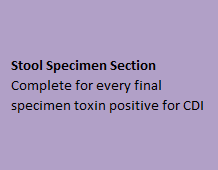 Stool Specimen Section
Complete for every final
specimen toxin positive for CDI